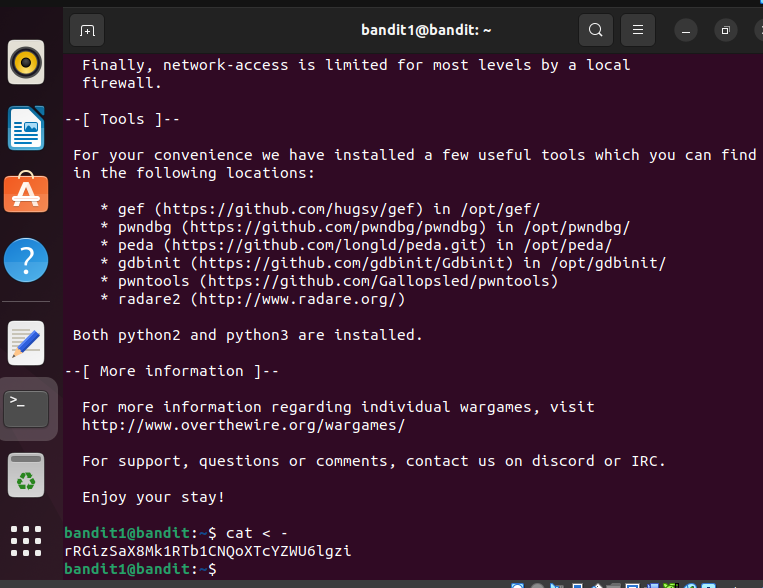 bandit1@bandit: ~
Finally, network-access is limited for most levels by a local
firewall.
--[ Tools ]--
For your convenience we have installed a few useful tools which you can find
in the following locations:
* gef (https://github.com/hugsy/gef) in /opt/gef/
* pwndbg (https://github.com/pwndbg/pwndbg) in /opt/pwndbg/
* peda (https://github.com/longld/peda.git) in /opt/peda/
* gdbinit (https://github.com/gdbinit/Gdbinit) in /opt/gdbinit/
* pwntools (https://github.com/Gallopsled/pwntools)
* radare2 (http://www.radare.org/)
Both python2 and python3 are installed.
--[ More information ]--
For more information regarding individual wargames, visit
http://www.overthewire.org/wargames/
For support, questions or comments, contact us on discord or IRC.
Enjoy your stay!
bandit1@bandit:~$ cat < -
rRGizSaX8Mk1RTb1CNQoXTcYZWU6lgzi
bandit1@bandit:~$